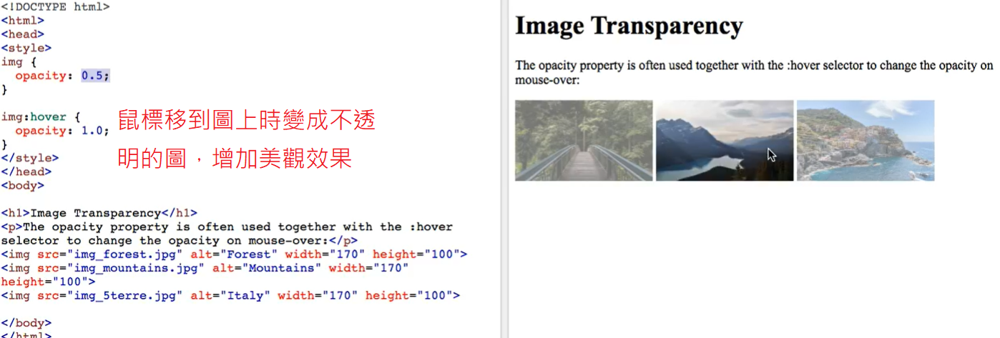 <!DOCTYPE html>
<html>
<head>
<style>
img {
  opacity: 0.5;
}
img:hover {
  opacity: 1.0;
}
</style>
</head>
<body>
<h1>Image Transparency</h1>
<p>The opacity property is often used together with the :hover
selector to change the opacity on mouse-over:</p>
<img src="img_forest.jpg" alt="Forest" width="170" height="100">
<img src="img_mountains.jpg" alt="Mountains" width="170"
height="100">
<img src="img_5terre.jpg" alt="Italy" width="170" height="100">
</body>
</html>
鼠標移到圖上時變成不透
明的圖，增加美觀效果
Image Transparency
The opacity property is often used together with the :hover selector to change the opacity on
mouse-over: